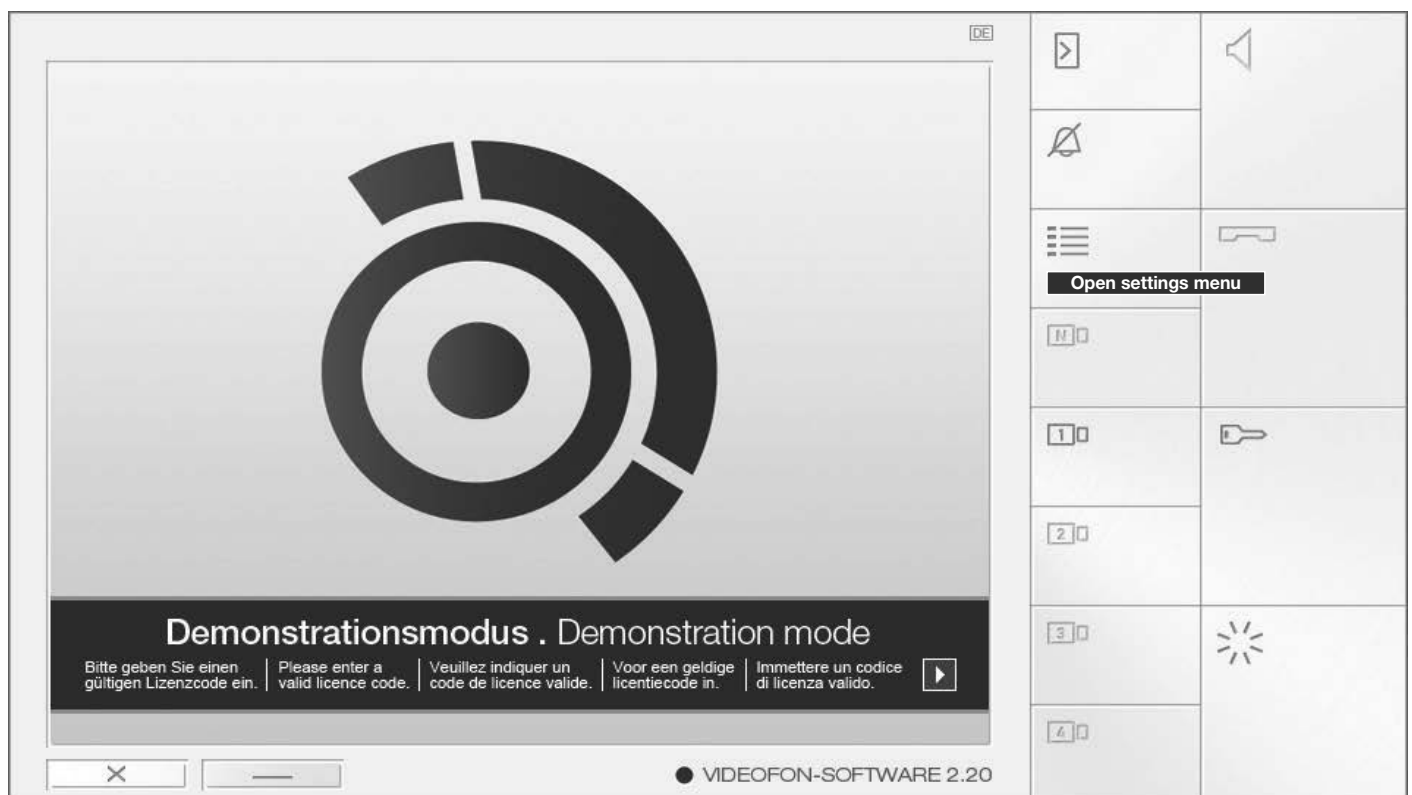 DE
Demonstrationsmodus . Demonstration mode
Bitte geben Sie einen
gültigen Lizenzcode ein.
Please enter a
valid licence code.
Veuillez indiquer un
code de licence valide.
Voor een geldige
licentiecode in.
Immettere un codice
di licenza valido.
VIDEOFON-SOFTWARE 2.20
Open settings menu
N
1
2
3
4